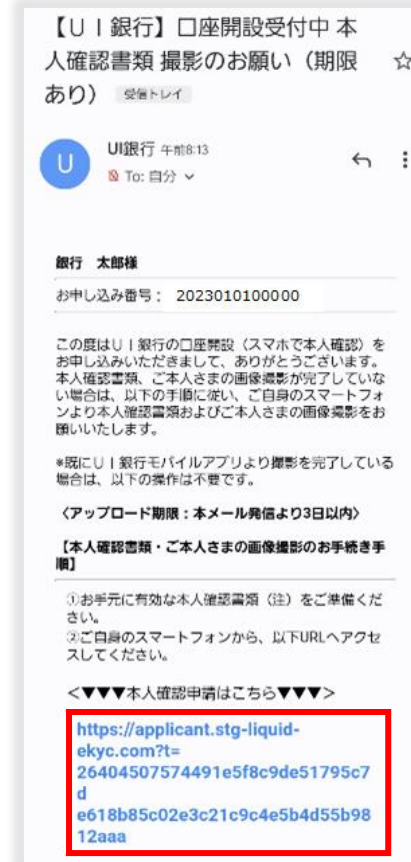 【UI銀行】口座開設受付中 本
人確認書類 撮影のお願い（期限
あり） 受信トレイ
U
UI銀行 午前8:13
To: 自分
銀行　太郎様
お申し込み番号： 2023010100000
この度はUI銀行の口座開設（スマホで本人確認）を
お申し込みいただきまして、ありがとうございます。
本人確認書類、ご本人さまの画像撮影が完了していな
い場合は、以下の手順に従い、ご自身のスマートフォ
ンより本人確認書類およびご本人さまの画像撮影をお
願いいたします。
*既にUI銀行モバイルアプリより撮影を完了している
場合は、以下の操作は不要です。
〈アップロード期限：本メール発信より3日以内〉
【本人確認書類・ご本人さまの画像撮影のお手続き手
順】
①お手元に有効な本人確認書類（注）をご準備くだ
さい。
②ご自身のスマートフォンから、以下URLへアクセ
スしてください。
＜▼▼▼本人確認申請はこちら▼▼▼＞
https://applicant.stg-liquid-
ekyc.com?t=
26404507574491e5f8c9de51795c7
d
e618b85c02e3c21c9c4e5b4d55b98
12aaa